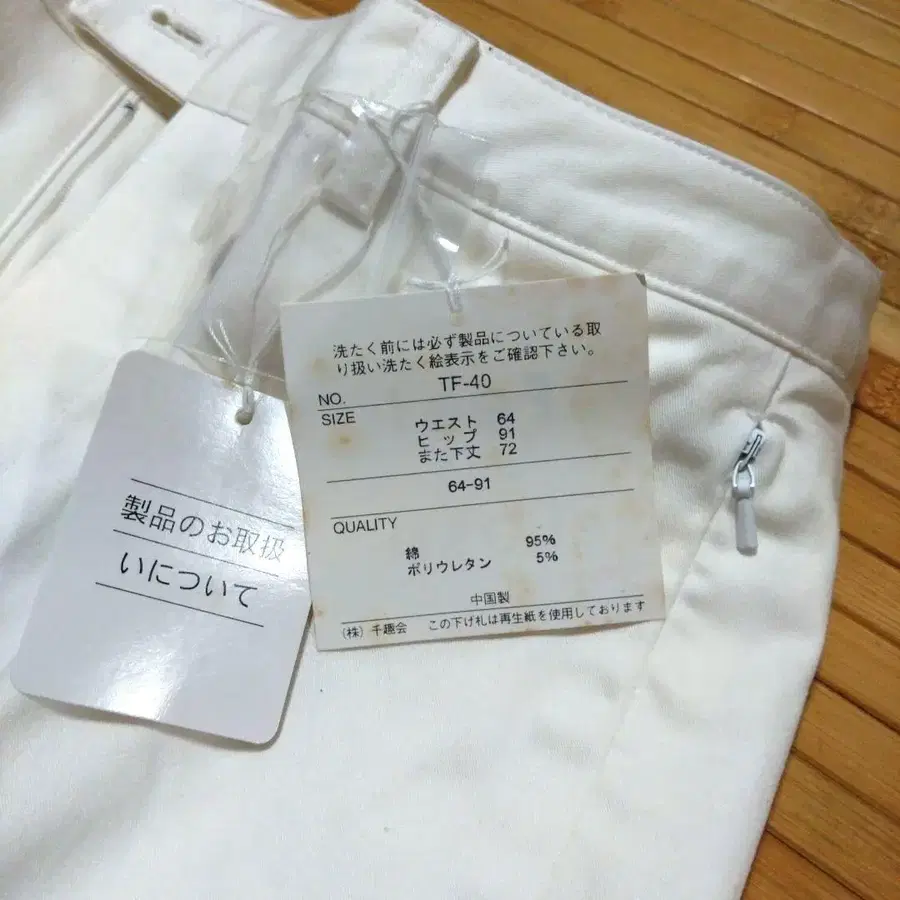 洗たく前には必ず製品についている取
り扱い洗たく絵表示をご確認下さい。
NO. TF-40
SIZE
ウエスト 64
ヒップ 91
また下丈 72
64-91
QUALITY
綿 95%
ポリウレタン 5%
中国製
(株) 千趣会 この下げ札は再生紙を使用しております
製品のお取扱
いについて